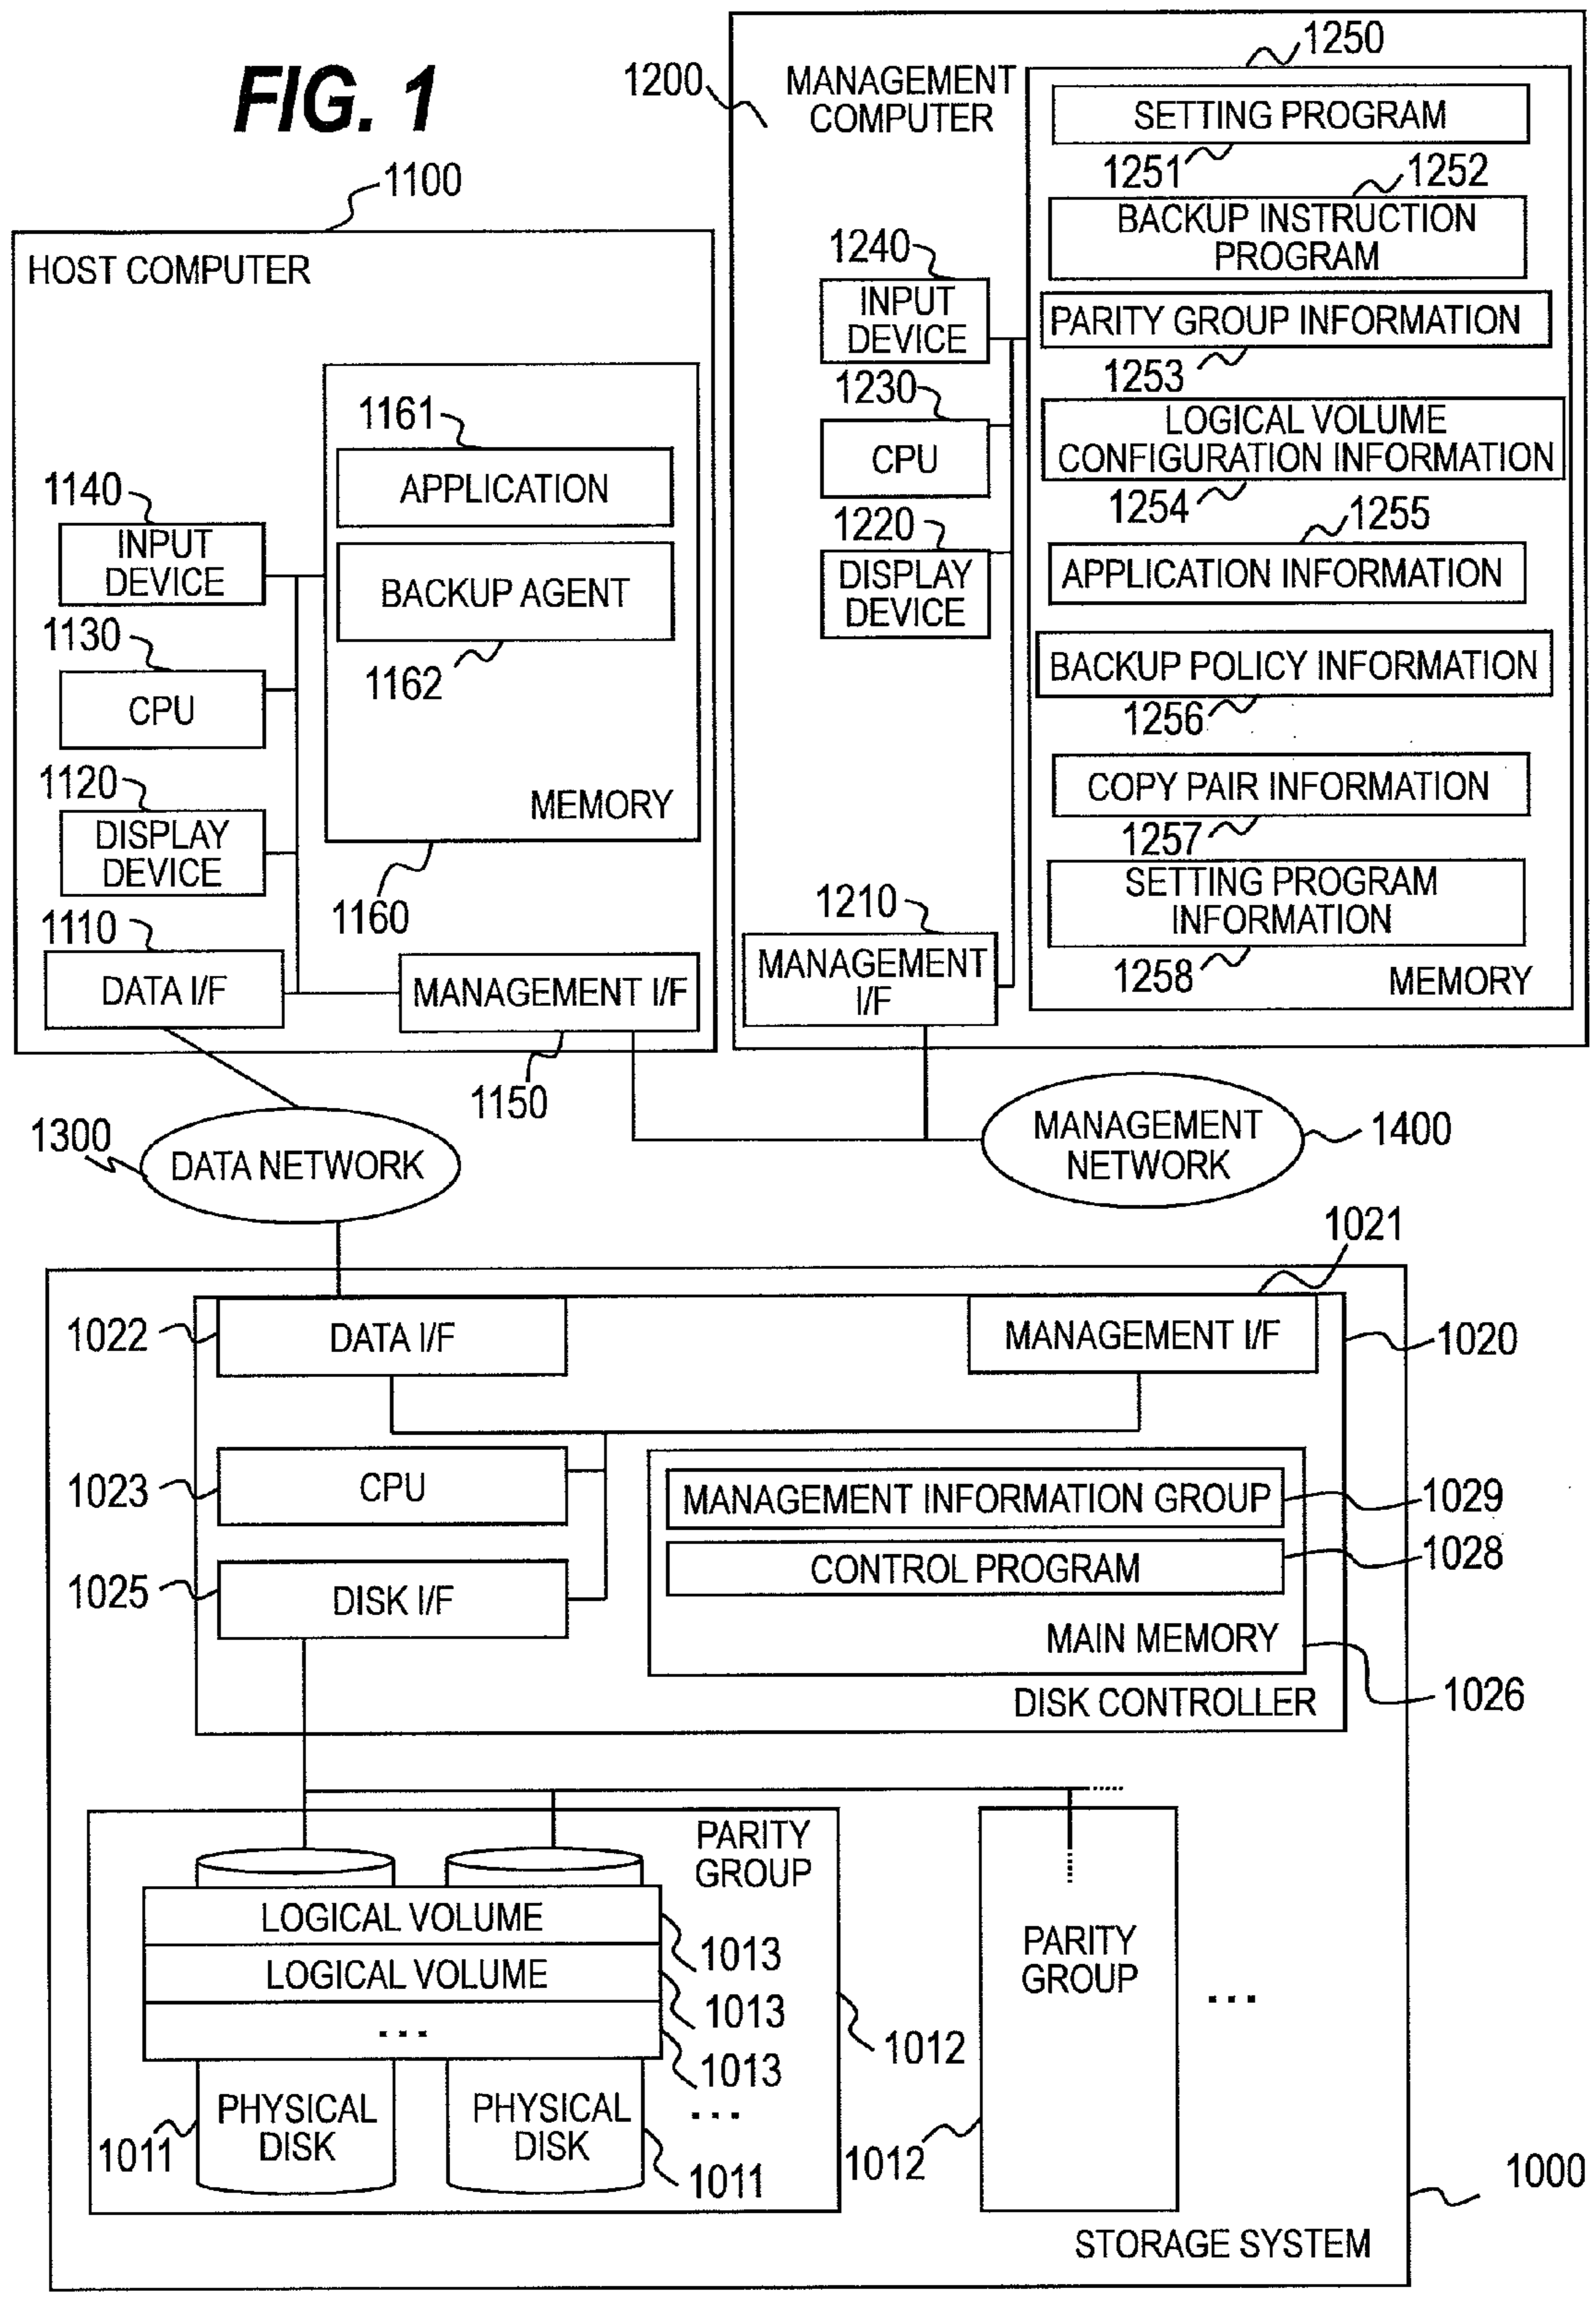 FIG. 1
1100
HOST COMPUTER
1161
APPLICATION
BACKUP AGENT
1162
MEMORY
1160
1140
INPUT
DEVICE
1130
CPU
1120
DISPLAY
DEVICE
1110
DATA I/F
MANAGEMENT I/F
1150
1200
MANAGEMENT
COMPUTER
1250
SETTING PROGRAM
1251
1252
BACKUP INSTRUCTION
PROGRAM
PARITY GROUP INFORMATION
1253
LOGICAL VOLUME
CONFIGURATION INFORMATION
1254
1255
APPLICATION INFORMATION
BACKUP POLICY INFORMATION
1256
COPY PAIR INFORMATION
1257
SETTING PROGRAM
INFORMATION
1258
MEMORY
1240
INPUT
DEVICE
1230
CPU
1220
DISPLAY
DEVICE
1210
MANAGEMENT
I/F
1300
DATA NETWORK
MANAGEMENT
NETWORK
1400
1021
1022
DATA I/F
MANAGEMENT I/F
1020
1023
CPU
MANAGEMENT INFORMATION GROUP
1029
CONTROL PROGRAM
1028
1025
DISK I/F
MAIN MEMORY
1026
DISK CONTROLLER
PARITY
GROUP
LOGICAL VOLUME
1013
LOGICAL VOLUME
1013
...
1013
1012
PHYSICAL
DISK
PHYSICAL
DISK
...
1011
1011
PARITY
GROUP
...
1012
1000
STORAGE SYSTEM